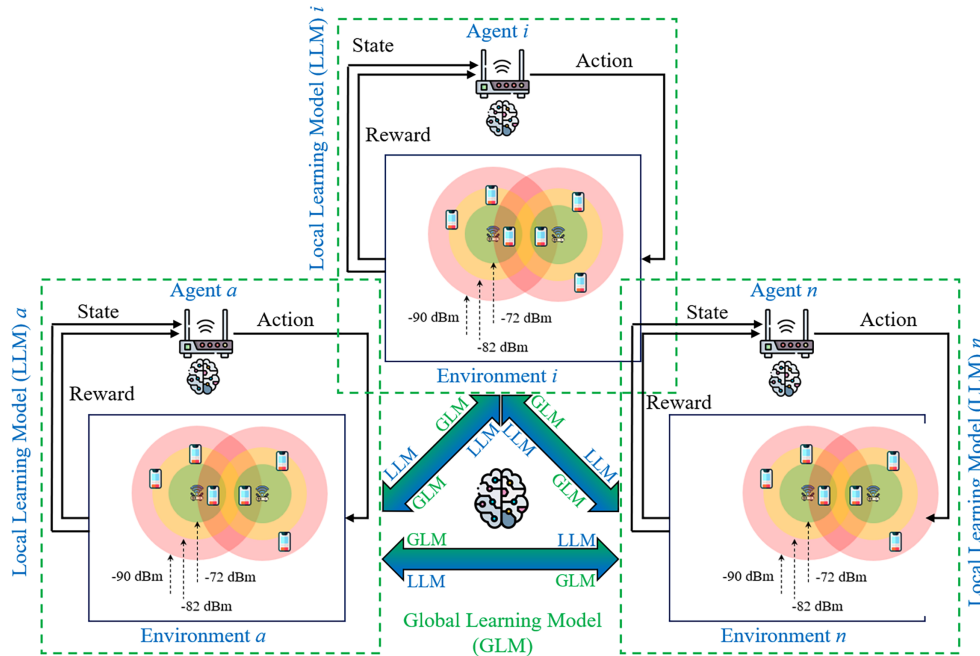 Local Learning Model (LLM) i
Agent i
State
Action
Reward
-90 dBm
-72 dBm
-82 dBm
Environment i
Local Learning Model (LLM) a
Agent a
State
Action
Reward
-90 dBm
-72 dBm
-82 dBm
Environment a
Agent n
State
Action
Reward
-90 dBm
-72 dBm
-82 dBm
Environment n
Local Learning Model (LLM) n
GLM
LLM
LLM
GLM
GLM
LLM
LLM
GLM
GLM
LLM
LLM
GLM
Global Learning Model
(GLM)